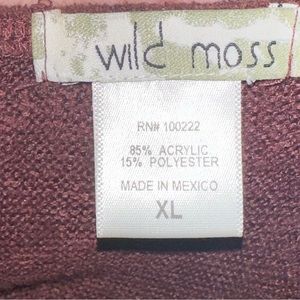 wild moss
RN# 100222
85% ACRYLIC
15% POLYESTER
MADE IN MEXICO
XL